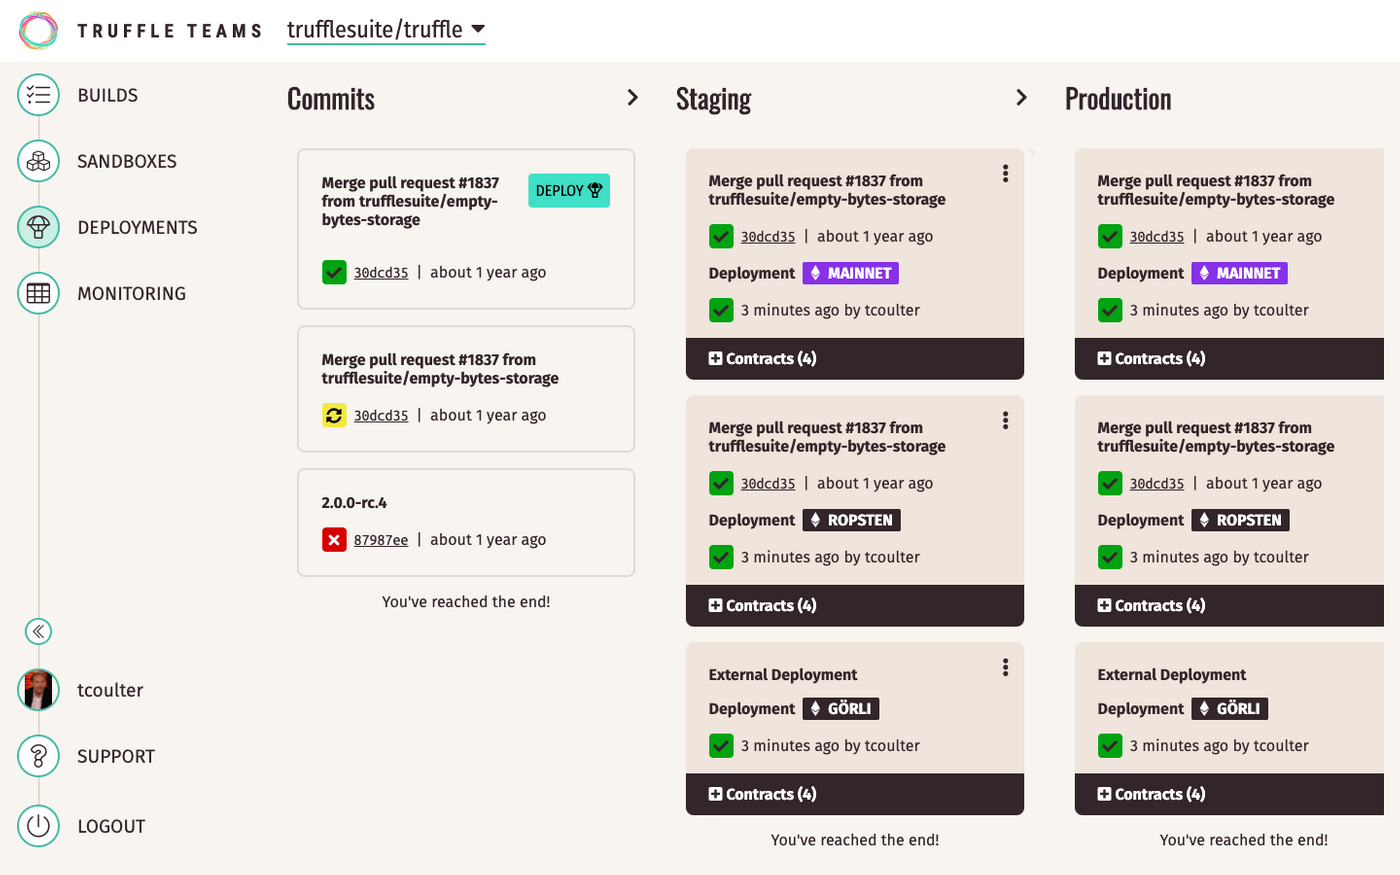 TRUFFLE TEAMS
trufflesuite/truffle
BUILDS
SANDBOXES
DEPLOYMENTS
MONITORING
tcoulter
SUPPORT
LOGOUT
Commits
Merge pull request #1837
from trufflesuite/empty-
bytes-storage
DEPLOY
30dcd35 | about 1 year ago
Merge pull request #1837 from
trufflesuite/empty-bytes-storage
30dcd35 | about 1 year ago
2.0.0-rc.4
87987ee | about 1 year ago
You've reached the end!
Staging
Merge pull request #1837 from
trufflesuite/empty-bytes-storage
30dcd35 | about 1 year ago
Deployment MAINNET
3 minutes ago by tcoulter
Contracts (4)
Merge pull request #1837 from
trufflesuite/empty-bytes-storage
30dcd35 | about 1 year ago
Deployment ROPSTEN
3 minutes ago by tcoulter
Contracts (4)
External Deployment
Deployment GÖRLI
3 minutes ago by tcoulter
Contracts (4)
You've reached the end!
Production
Merge pull request #1837 from
trufflesuite/empty-bytes-storage
30dcd35 | about 1 year ago
Deployment MAINNET
3 minutes ago by tcoulter
Contracts (4)
Merge pull request #1837 from
trufflesuite/empty-bytes-storage
30dcd35 | about 1 year ago
Deployment ROPSTEN
3 minutes ago by tcoulter
Contracts (4)
External Deployment
Deployment GÖRLI
3 minutes ago by tcoulter
Contracts (4)
You've reached the end!